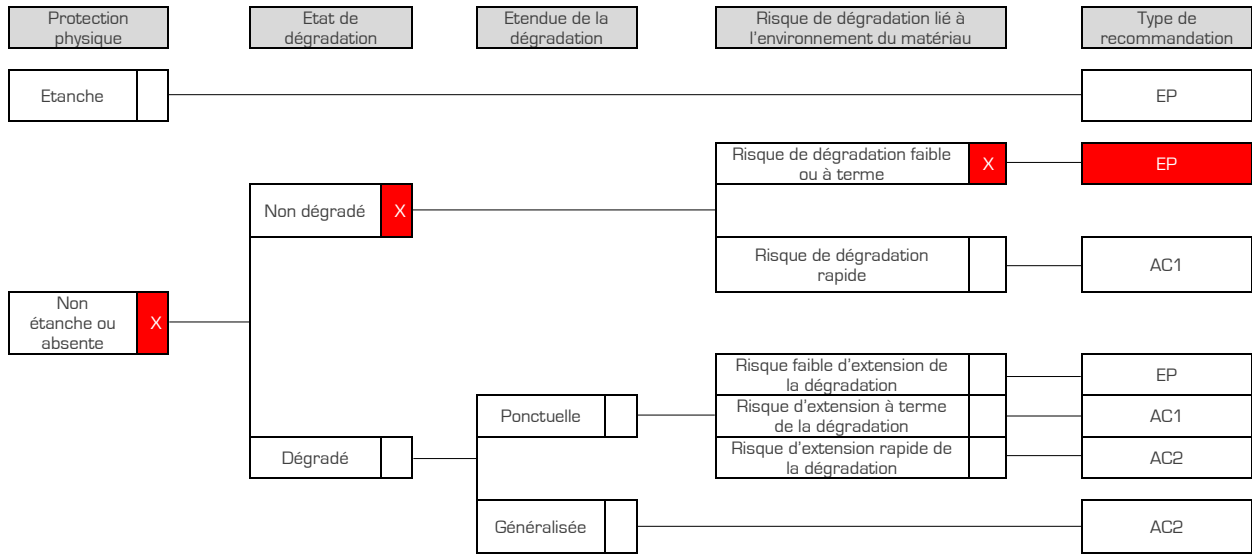 Protection
physique
Etat de
dégradation
Etendue de la
dégradation
Risque de dégradation lié à
l'environnement du matériau
Type de
recommandation
Etanche
EP
Risque de dégradation faible
ou à terme
X
EP
Non dégradé
X
Risque de dégradation
rapide
AC1
Non
étanche ou
absente
X
Risque faible d'extension de
la dégradation
EP
Ponctuelle
Risque d'extension à terme
de la dégradation
AC1
Dégradé
Risque d'extension rapide de
la dégradation
AC2
Généralisée
AC2